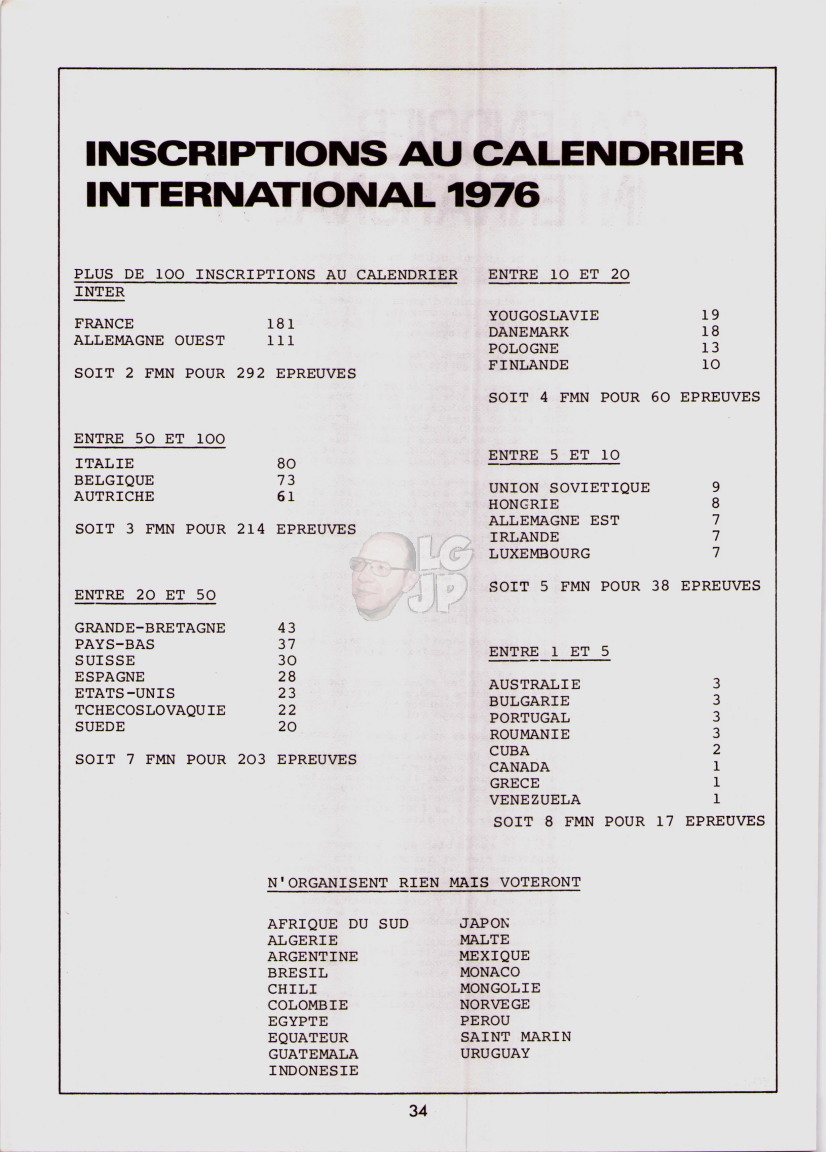 INSCRIPTIONS AU CALENDRIER
INTERNATIONAL 1976
PLUS DE 100 INSCRIPTIONS AU CALENDRIER
INTER
FRANCE 181
ALLEMAGNE OUEST 111
SOIT 2 FMN POUR 292 EPREUVES
ENTRE 50 ET 100
ITALIE 80
BELGIQUE 73
AUTRICHE 61
SOIT 3 FMN POUR 214 EPREUVES
ENTRE 20 ET 50
GRANDE-BRETAGNE 43
PAYS-BAS 37
SUISSE 30
ESPAGNE 28
ETATS-UNIS 23
TCHECOSLOVAQUIE 22
SUEDE 20
SOIT 7 FMN POUR 203 EPREUVES
ENTRE 10 ET 20
YOUGOSLAVIE 19
DANEMARK 18
POLOGNE 13
FINLANDE 10
SOIT 4 FMN POUR 60 EPREUVES
ENTRE 5 ET 10
UNION SOVIETIQUE 9
HONGRIE 8
ALLEMAGNE EST 7
IRLANDE 7
LUXEMBOURG 7
SOIT 5 FMN POUR 38 EPREUVES
ENTRE 1 ET 5
AUSTRALIE 3
BULGARIE 3
PORTUGAL 3
ROUMANIE 3
CUBA 2
CANADA 1
GRECE 1
VENEZUELA 1
SOIT 8 FMN POUR 17 EPREUVES
LG
JP
N'ORGANISENT RIEN MAIS VOTERONT
AFRIQUE DU SUD
ALGERIE
ARGENTINE
BRESIL
CHILI
COLOMBIE
EGYPTE
EQUATEUR
GUATEMALA
INDONESIE
JAPON
MALTE
MEXIQUE
MONACO
MONGOLIE
NORVEGE
PEROU
SAINT MARIN
URUGUAY
34